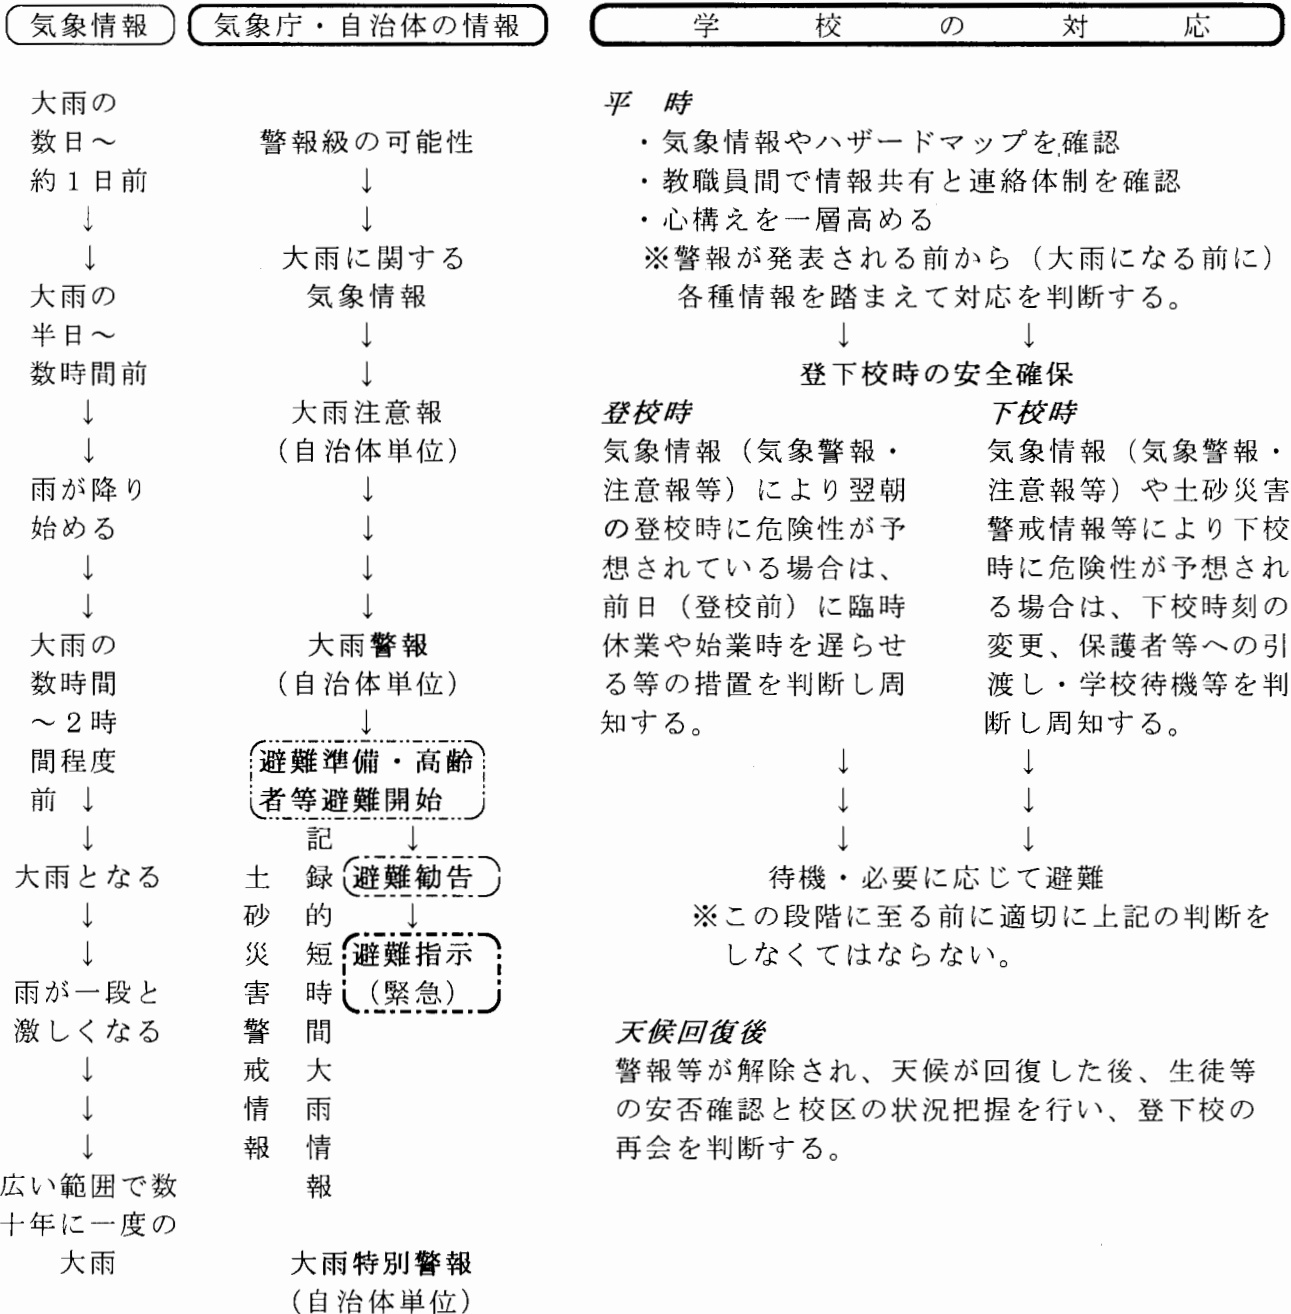 気象情報
気象庁・自治体の情報
学校の対応
大雨の
数日～
約1日前
↓
↓
大雨の
半日～
数時間前
↓
↓
雨が降り
始める
↓
↓
大雨の
数時間
～2時
間程度
前 ↓
↓
大雨となる
↓
↓
雨が一段と
激しくなる
↓
↓
↓
広い範囲で数
十年に一度の
大雨
警報級の可能性
↓
↓
大雨に関する
気象情報
↓
↓
大雨注意報
（自治体単位）
↓
↓
↓
↓
大雨警報
（自治体単位）
↓
避難準備・高齢
者等避難開始
↓
避難勧告
↓
避難指示
（緊急）
土砂災害警戒情報
記録的短時間大雨情報
大雨特別警報
（自治体単位）
平　時
・気象情報やハザードマップを確認
・教職員間で情報共有と連絡体制を確認
・心構えを一層高める
※警報が発表される前から（大雨になる前に）
各種情報を踏まえて対応を判断する。
↓　↓
登下校時の安全確保
登校時
気象情報（気象警報・
注意報等）により翌朝
の登校時に危険性が予
想されている場合は、
前日（登校前）に臨時
休業や始業時を遅らせ
る等の措置を判断し周
知する。
下校時
気象情報（気象警報・
注意報等）や土砂災害
警戒情報等により下校
時に危険性が予想され
る場合は、下校時刻の
変更、保護者等への引
渡し・学校待機等を判
断し周知する。
↓　↓
↓　↓
↓　↓
待機・必要に応じて避難
※この段階に至る前に適切に上記の判断を
しなくてはならない。
天候回復後
警報等が解除され、天候が回復した後、生徒等
の安否確認と校区の状況把握を行い、登下校の
再会を判断する。